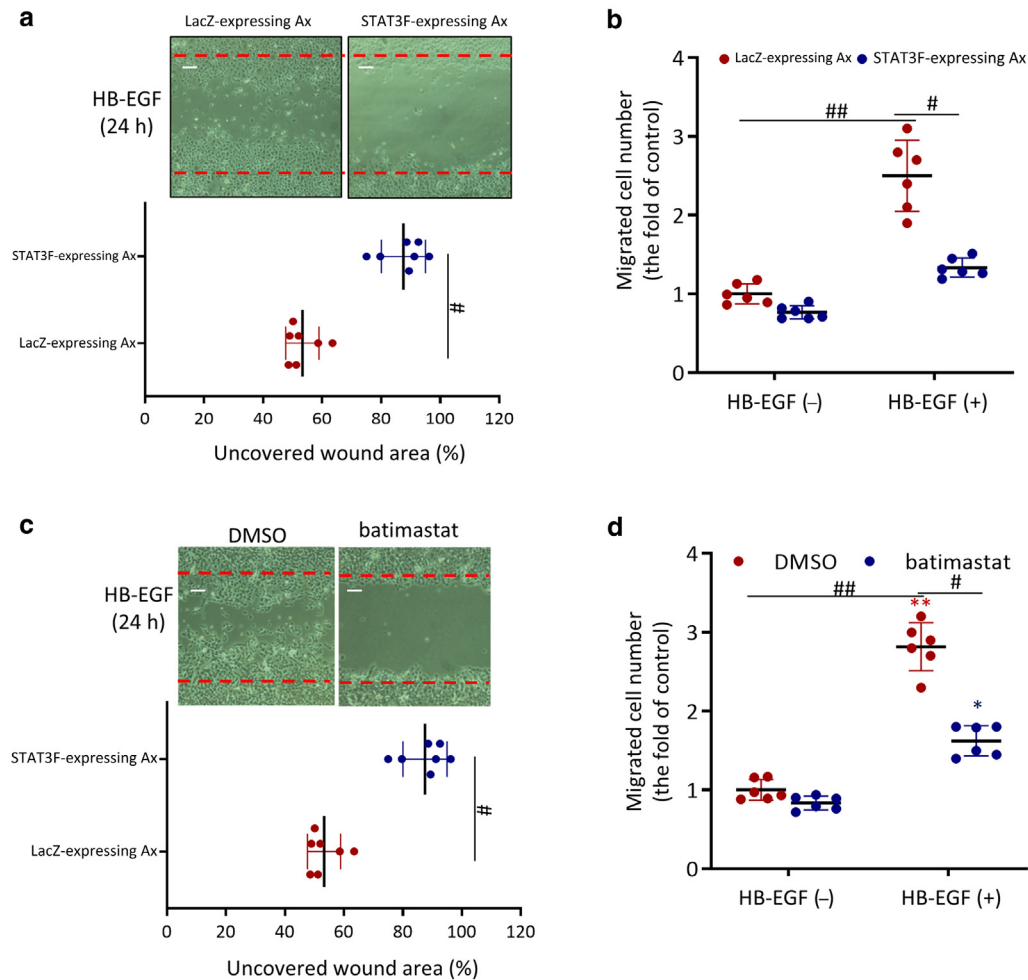 a
LacZ-expressing Ax
STAT3F-expressing Ax
HB-EGF
(24 h)
STAT3F-expressing Ax
LacZ-expressing Ax
#
0
20
40
60
80
100
120
Uncovered wound area (%)
b
4
3
2
1
0
LacZ-expressing Ax
STAT3F-expressing Ax
##
#
Migrated cell number
(the fold of control)
HB-EGF (–)
HB-EGF (+)
c
DMSO
batimastat
HB-EGF
(24 h)
STAT3F-expressing Ax
LacZ-expressing Ax
#
0
20
40
60
80
100
120
Uncovered wound area (%)
d
4
3
2
1
0
DMSO
batimastat
##
#
**
*
Migrated cell number
(the fold of control)
HB-EGF (–)
HB-EGF (+)